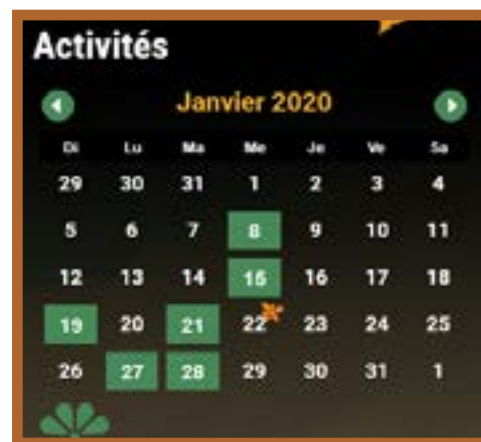 Activités
Janvier 2020
Di Lu Ma Me Je Ve Sa
29 30 31 1 2 3 4
5 6 7 8 9 10 11
12 13 14 15 16 17 18
19 20 21 22 23 24 25
26 27 28 29 30 31 1